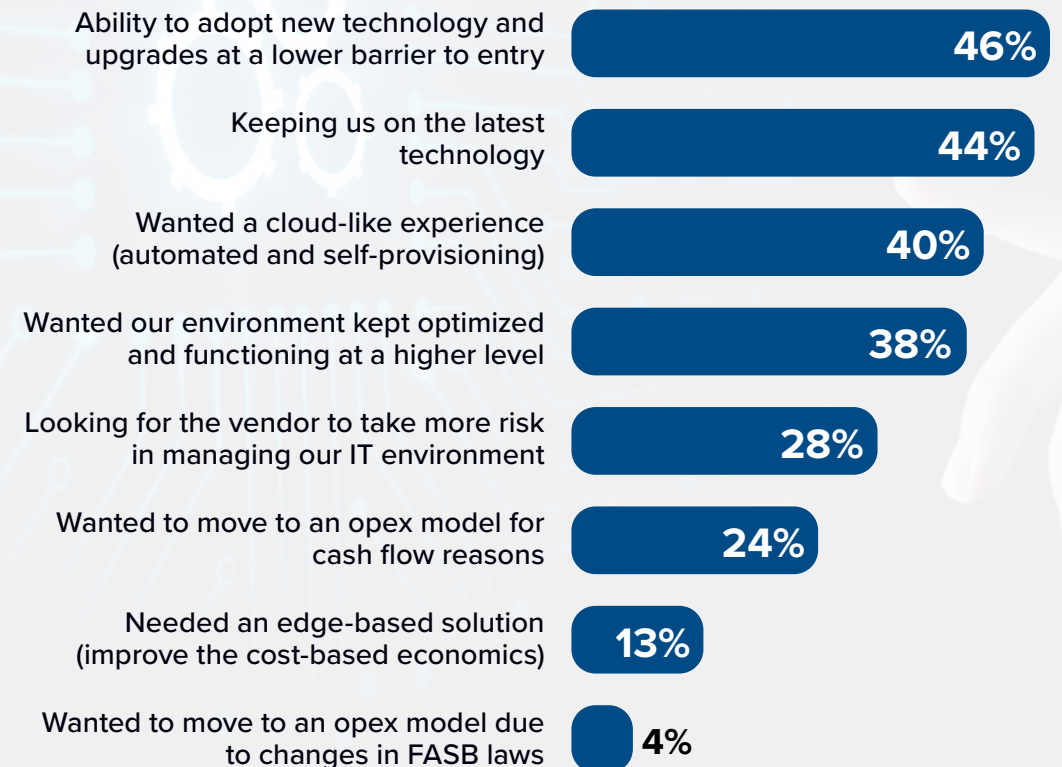 Ability to adopt new technology and
upgrades at a lower barrier to entry
46%
Keeping us on the latest
technology
44%
Wanted a cloud-like experience
(automated and self-provisioning)
40%
Wanted our environment kept optimized
and functioning at a higher level
38%
Looking for the vendor to take more risk
in managing our IT environment
28%
Wanted to move to an opex model for
cash flow reasons
24%
Needed an edge-based solution
(improve the cost-based economics)
13%
Wanted to move to an opex model due
to changes in FASB laws
4%